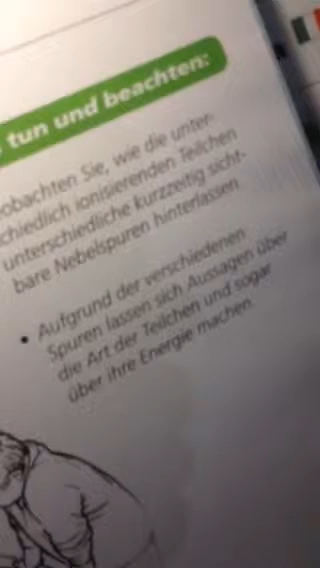 tun und beachten:
obachten Sie, wie die unter-
schiedlich ionisierenden Teilchen
unterschiedliche kurzzeitig sicht-
bare Nebelspuren hinterlassen
• Aufgrund der verschiedenen
Spuren lassen sich Aussagen über
die Art der Teilchen und sogar
über ihre Energie machen.